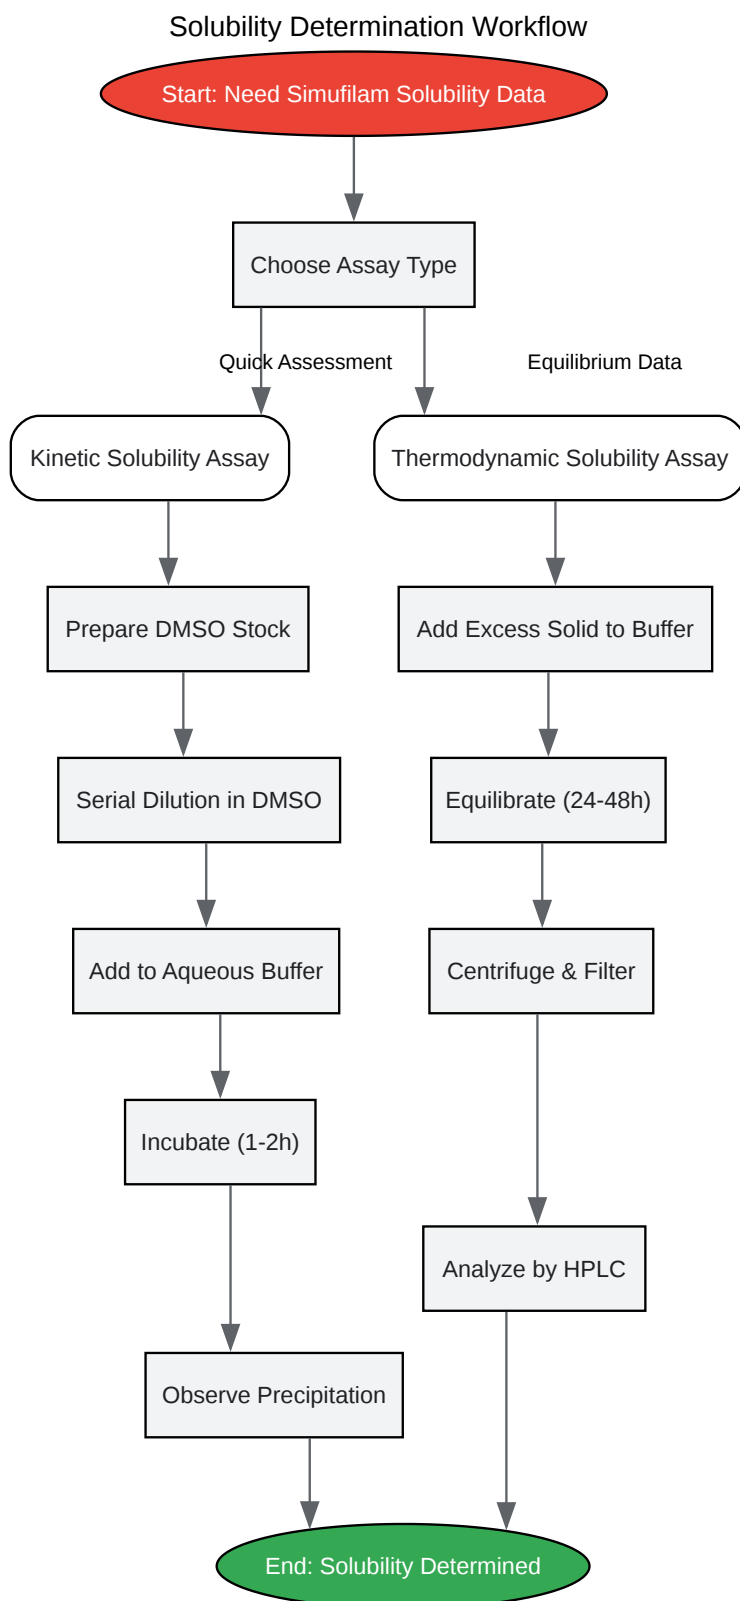 Solubility Determination Workflow
Start: Need Simufilam Solubility Data
Choose Assay Type
Quick Assessment
Equilibrium Data
Kinetic Solubility Assay
Thermodynamic Solubility Assay
Prepare DMSO Stock
Add Excess Solid to Buffer
Serial Dilution in DMSO
Equilibrate (24-48h)
Add to Aqueous Buffer
Centrifuge & Filter
Incubate (1-2h)
Analyze by HPLC
Observe Precipitation
End: Solubility Determined